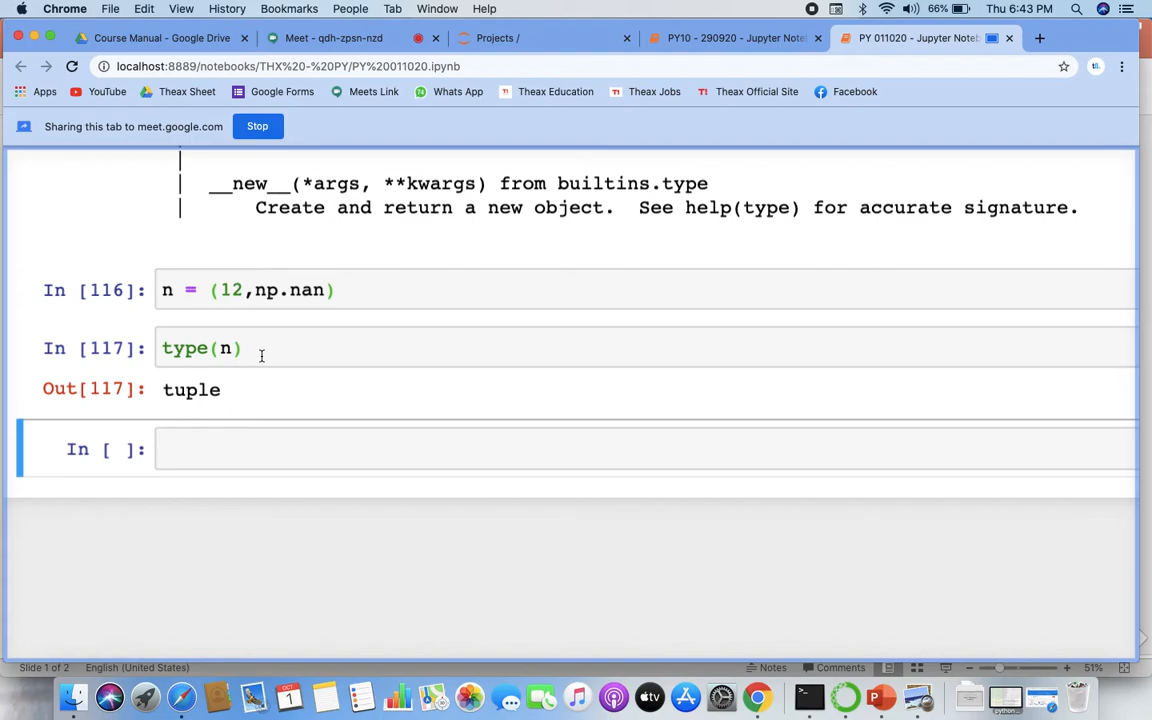 Chrome File Edit View History Bookmarks People Tab Window Help 66% Thu 6:43 PM
Course Manual - Google Drive × Meet - qdh-zpsn-nzd × Projects / × PY10 - 290920 - Jupyter Note × PY 011020 - Jupyter Noteb ×
localhost:8889/notebooks/THX%20-%20PY/PY%20011020.ipynb
Apps YouTube Theax Sheet Google Forms Meets Link Whats App Theax Education Theax Jobs Theax Official Site Facebook
Sharing this tab to meet.google.com Stop
|
| __new__(*args, **kwargs) from builtins.type
| Create and return a new object. See help(type) for accurate signature.
In [116]: n = (12,np.nan)
In [117]: type(n)
Out[117]: tuple
In [ ]:
Slide 1 of 2 English (United States) Notes Comments 51%
OCT
1
tv